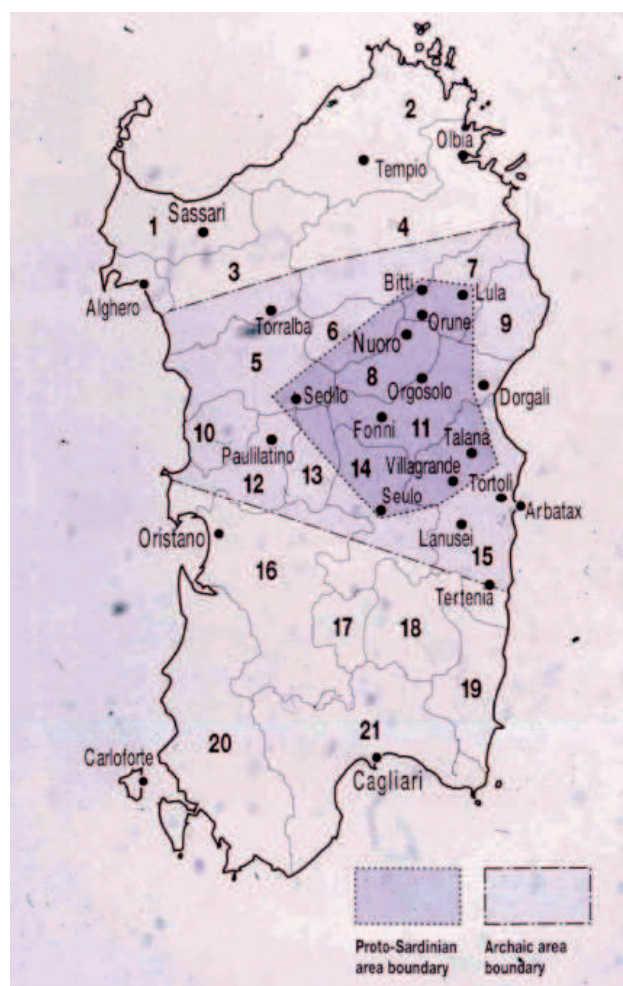 2
Olbia
Tempio
1
Sassari
4
3
7
Bitti
Lula
Alghero
Orune
9
Torralba
6
Nuoro
5
8
Orgosolo
Sedilo
Dorgali
Fonni
10
11
Talana
Paulilatino
13
14
Villagrande
12
Tortoli
Seulo
Arbatax
Lanusei
Oristano
15
16
Tertenia
17
18
19
20
21
Carloforte
Cagliari
Proto-Sardinian
area boundary
Archaic area
boundary